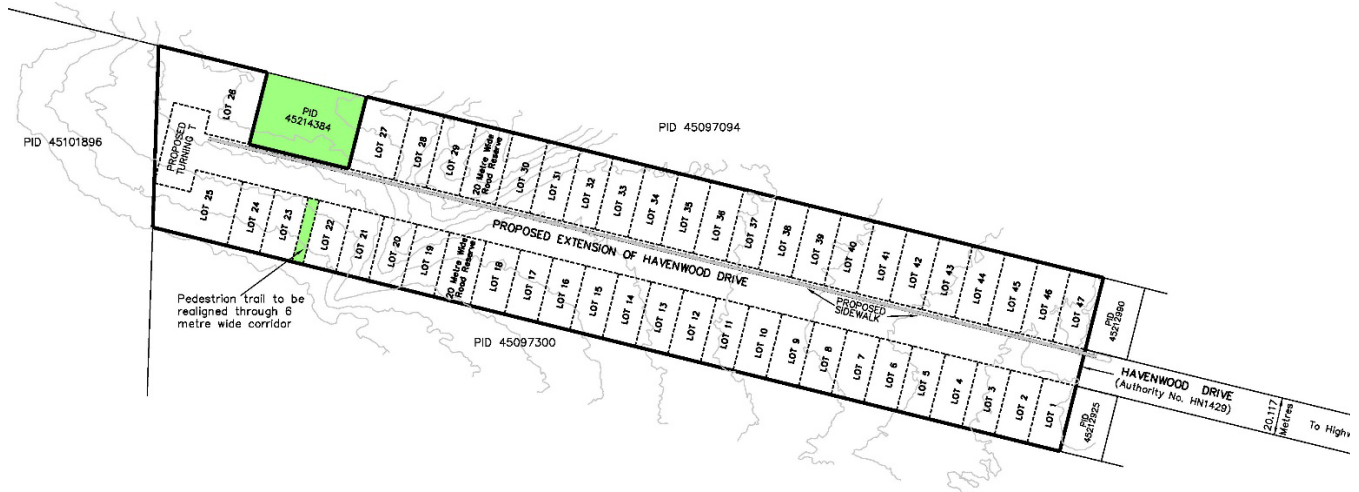 PID 45101896
PROPOSED
TURNING T
LOT 26
PID
45214384
LOT 27
LOT 28
LOT 29
20 Metre Wide
Road Reserve
LOT 30
LOT 31
LOT 32
LOT 33
LOT 34
LOT 35
LOT 36
LOT 37
LOT 38
LOT 39
LOT 40
LOT 41
LOT 42
LOT 43
LOT 44
LOT 45
LOT 46
LOT 47
PID 45097094
PID
45212990
PROPOSED EXTENSION OF HAVENWOOD DRIVE
PROPOSED
SIDEWALK
HAVENWOOD DRIVE
(Authority No. HN1429)
20.117
Metres
To Highw
LOT 25
LOT 24
LOT 23
LOT 22
LOT 21
LOT 20
LOT 19
20 Metre Wide
Road Reserve
LOT 18
LOT 17
LOT 16
LOT 15
LOT 14
LOT 13
LOT 12
LOT 11
LOT 10
LOT 9
LOT 8
LOT 7
LOT 6
LOT 5
LOT 4
LOT 3
LOT 2
LOT 1
PID
45212925
Pedestrian trail to be
realigned through 6
metre wide corridor
PID 45097300